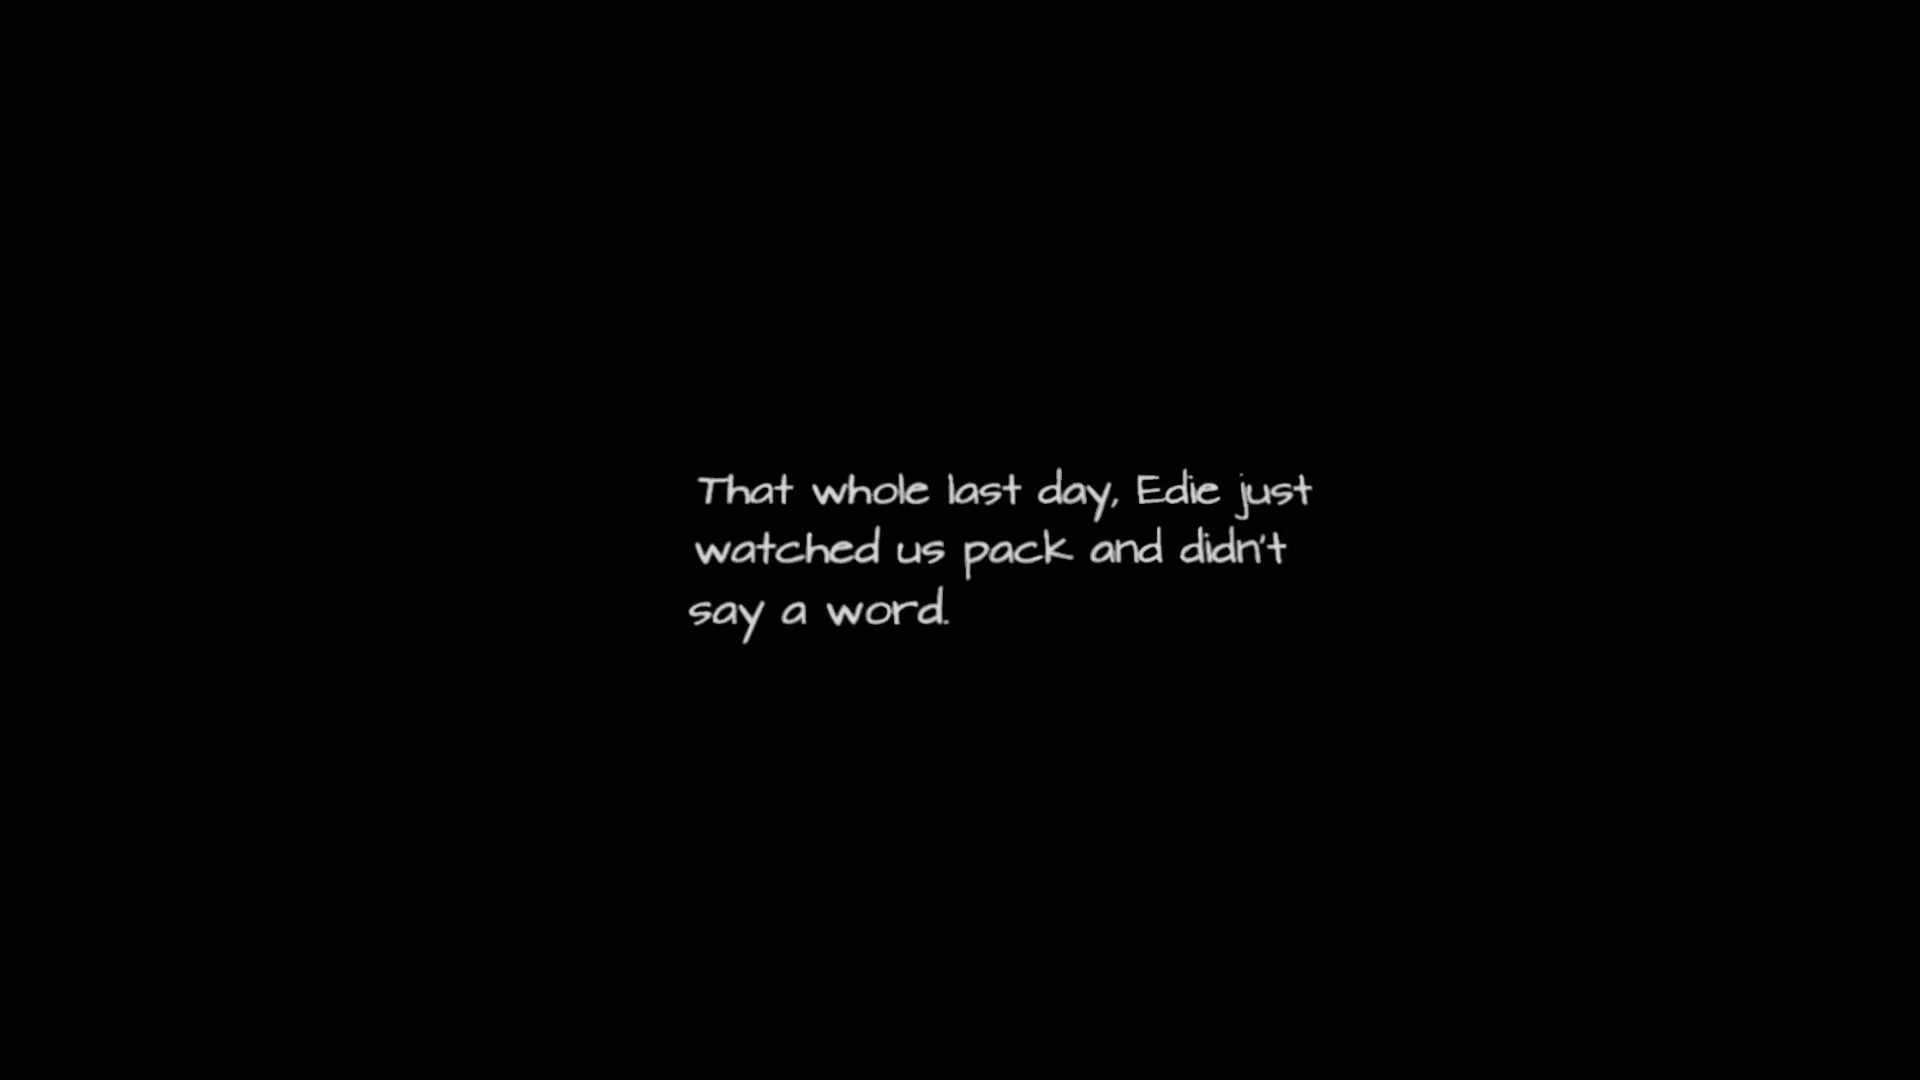 That whole last day, Edie just
watched us pack and didn't
say a word.